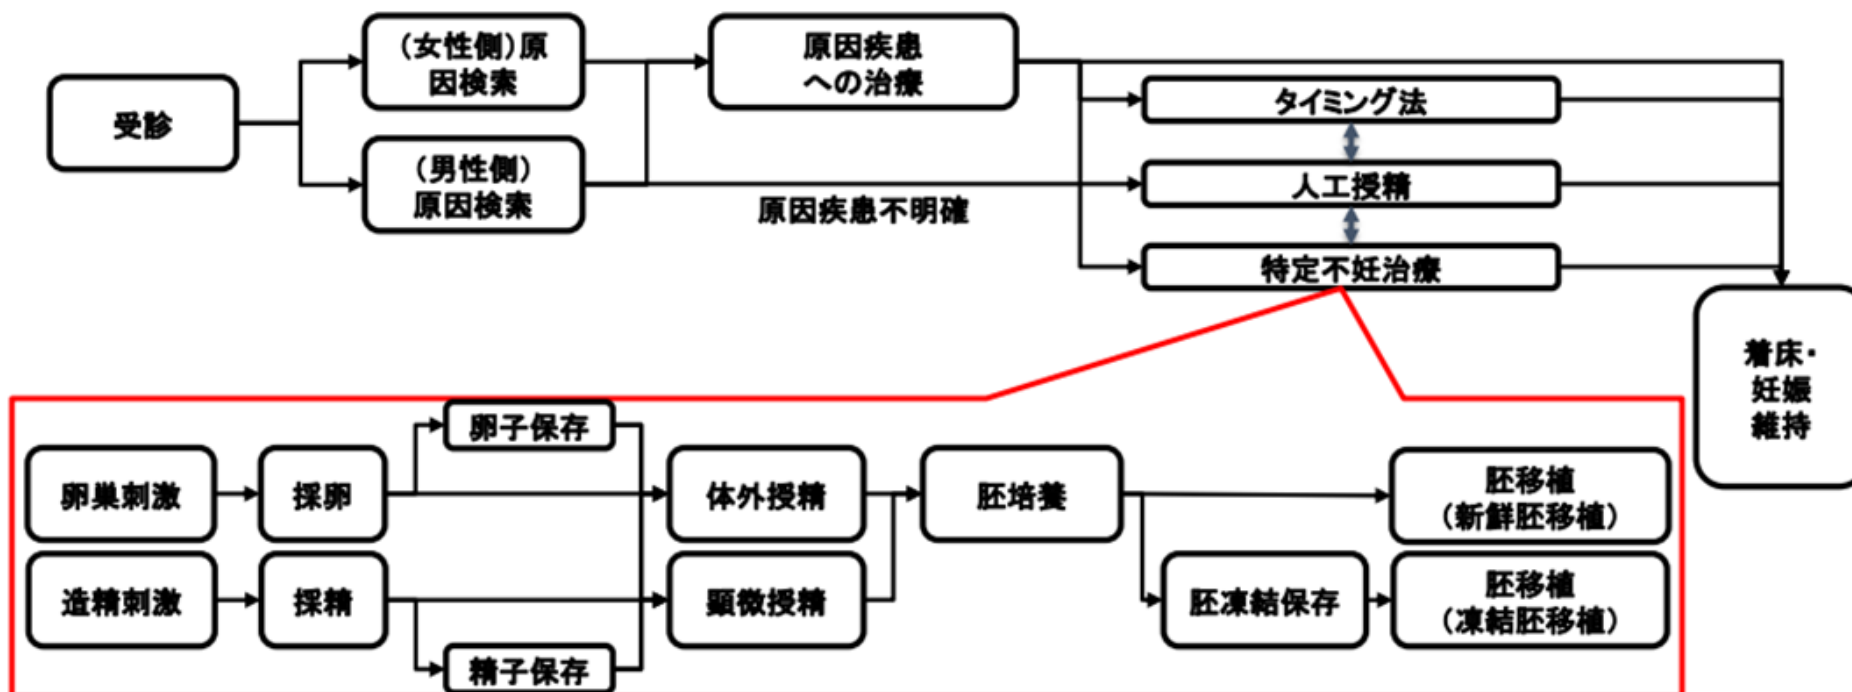 受診
(女性側)原
因検索
(男性側)
原因検索
原因疾患
への治療
原因疾患不明確
タイミング法
人工授精
特定不妊治療
着床・
妊娠
維持
卵巣刺激
採卵
卵子保存
体外授精
胚培養
胚移植
(新鮮胚移植)
造精刺激
採精
精子保存
顕微授精
胚凍結保存
胚移植
(凍結胚移植)